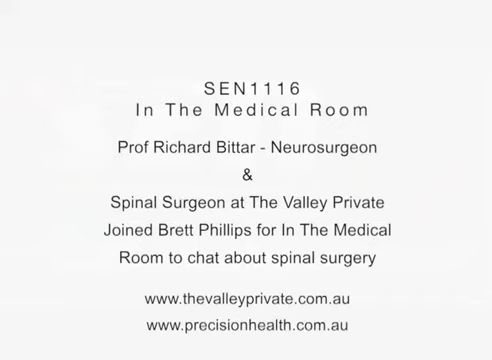 SEN1116
In The Medical Room
Prof Richard Bittar - Neurosurgeon
&
Spinal Surgeon at The Valley Private
Joined Brett Phillips for In The Medical
Room to chat about spinal surgery
www.thevalleyprivate.com.au
www.precisionhealth.com.au